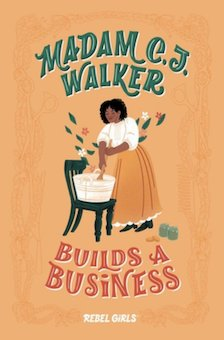 MADAM C.J.
WALKER
BUILDS A
BUSINESS
REBEL GIRLS